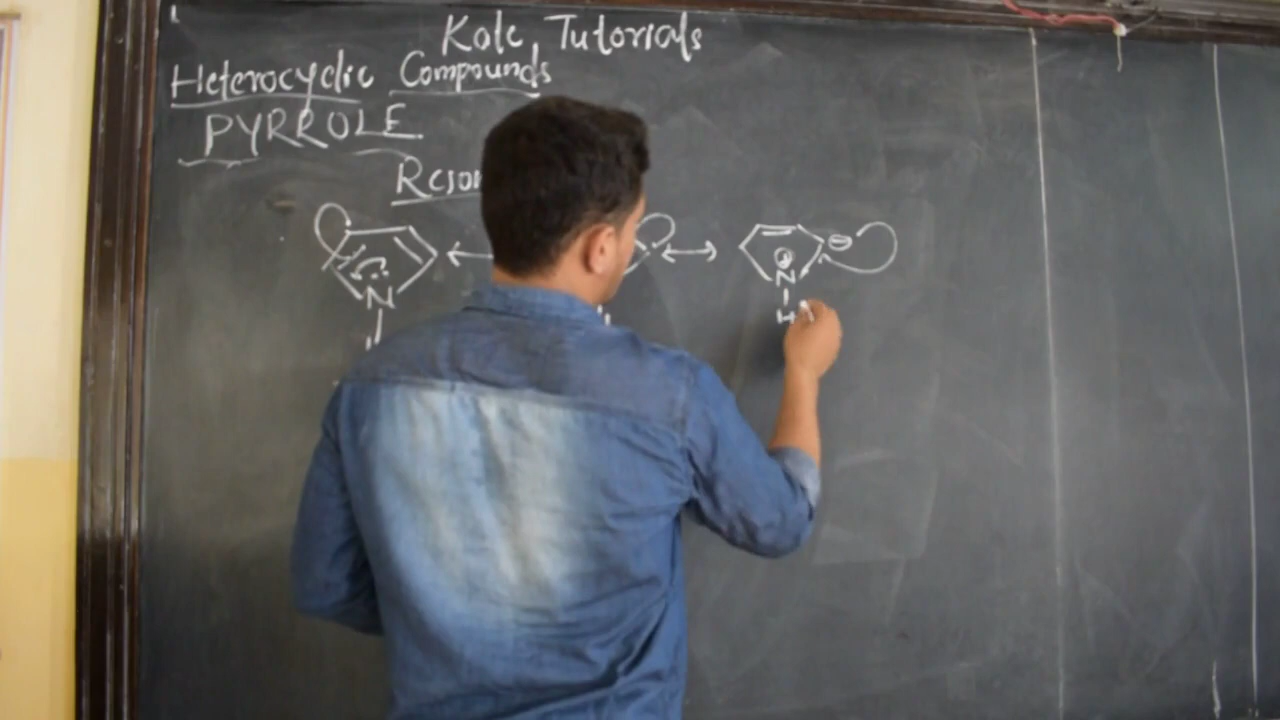 Kole Tutorials
Heterocyclic Compounds
PYRROLE
N
N
H
⊖
⊕